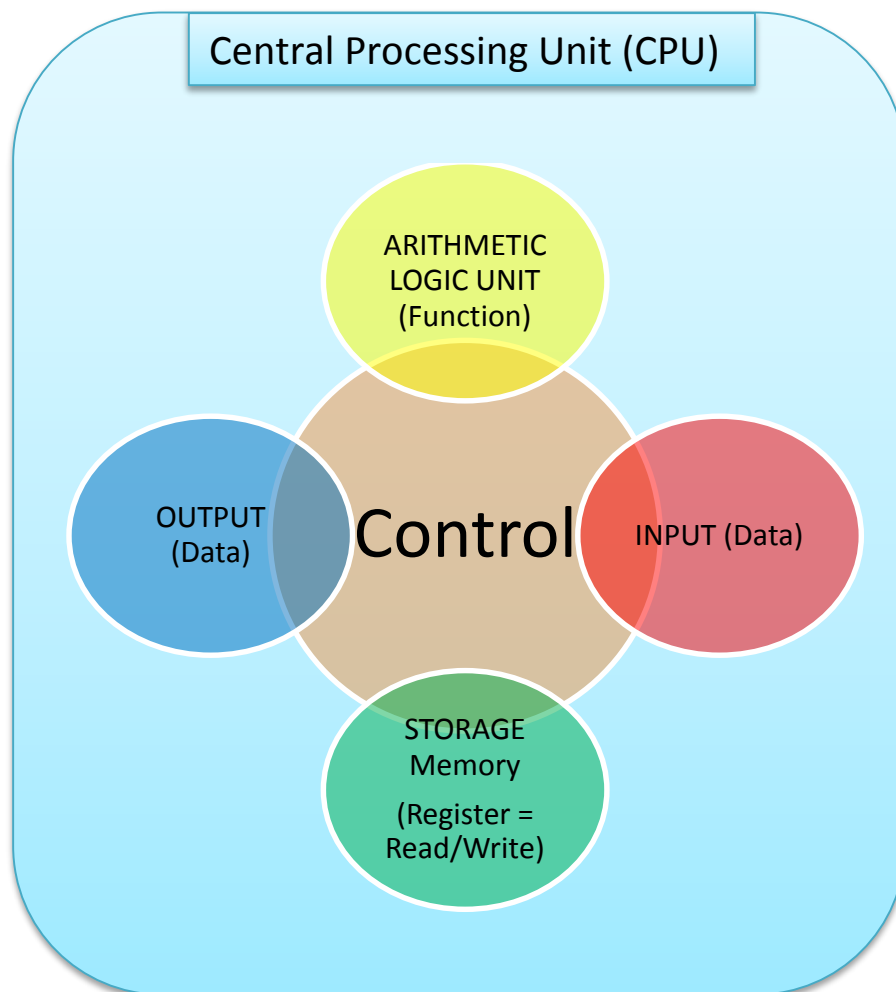 Central Processing Unit (CPU)
ARITHMETIC
LOGIC UNIT
(Function)
OUTPUT
(Data)
Control
INPUT (Data)
STORAGE
Memory
(Register =
Read/Write)